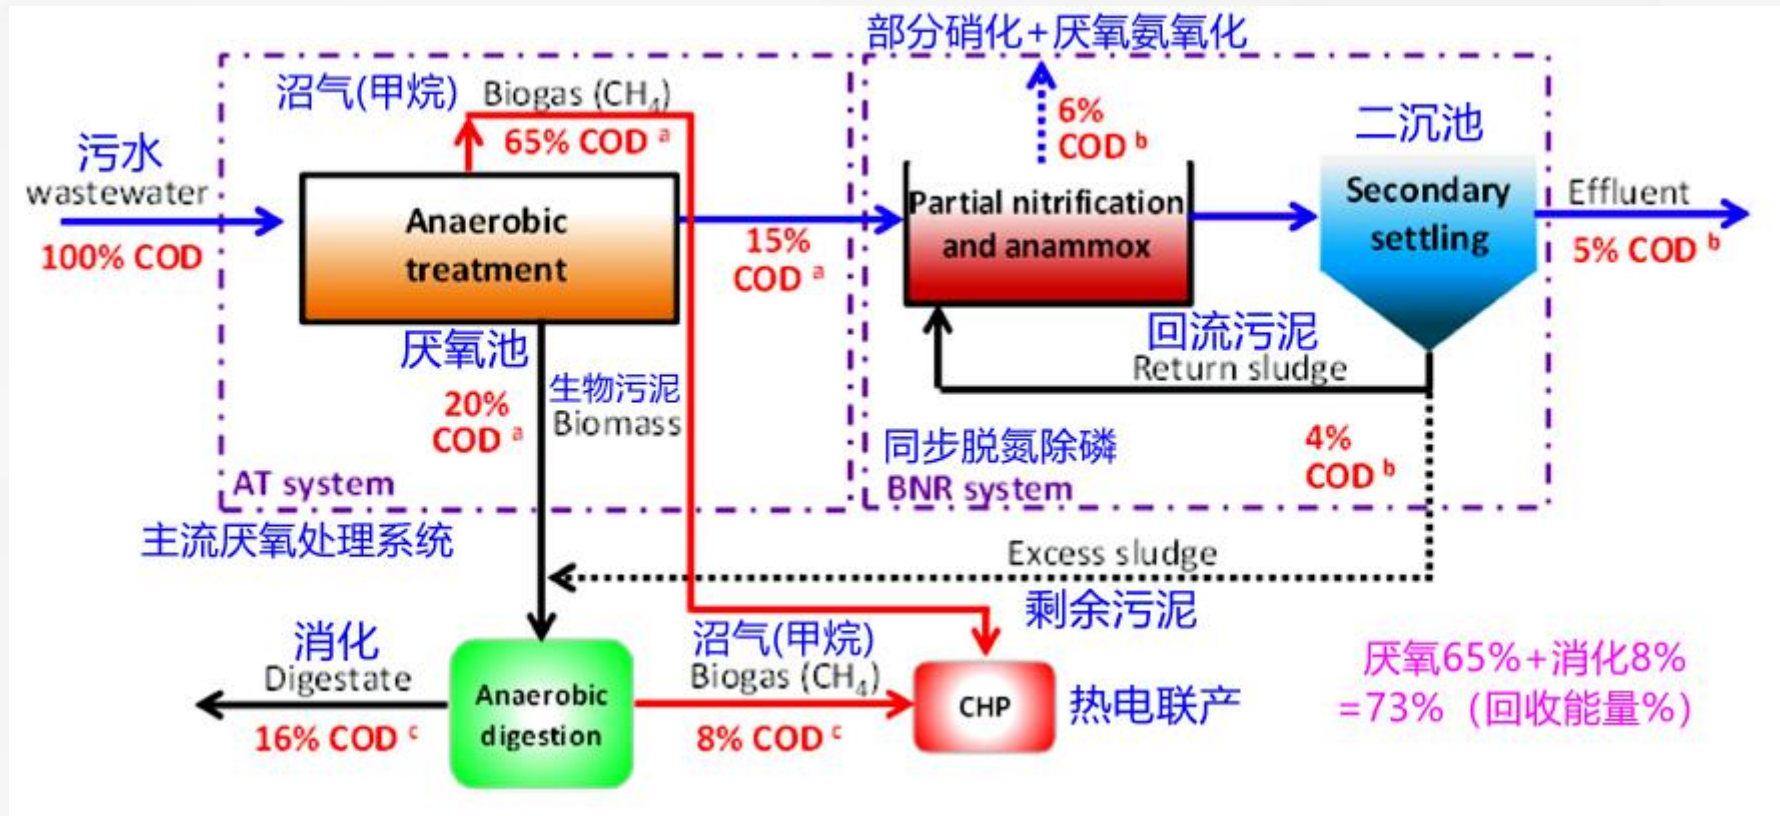 部分硝化+厌氧氨氧化
沼气(甲烷)
Biogas (CH₄)
65% COD ᵃ
6%
COD ᵇ
二沉池
污水
wastewater
100% COD
Anaerobic
treatment
15%
COD ᵃ
Partial nitrification
and anammox
Secondary
settling
Effluent
5% COD ᵇ
厌氧池
20%
COD ᵃ
生物污泥
Biomass
回流污泥
Return sludge
同步脱氮除磷
BNR system
4%
COD ᵇ
AT system
主流厌氧处理系统
Excess sludge
剩余污泥
消化
Digestate
16% COD ᶜ
Anaerobic
digestion
沼气(甲烷)
Biogas (CH₄)
8% COD ᶜ
CHP
热电联产
厌氧65%+消化8%
=73%（回收能量%）